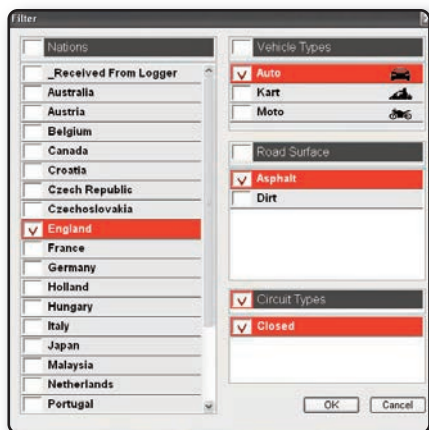 Filter
Nations
_Received From Logger
Australia
Austria
Belgium
Canada
Croatia
Czech Republic
Czechoslovakia
England
France
Germany
Holland
Hungary
Italy
Japan
Malaysia
Netherlands
Portugal
Vehicle Types
Auto
Kart
Moto
Road Surface
Asphalt
Dirt
Circuit Types
Closed
OK
Cancel